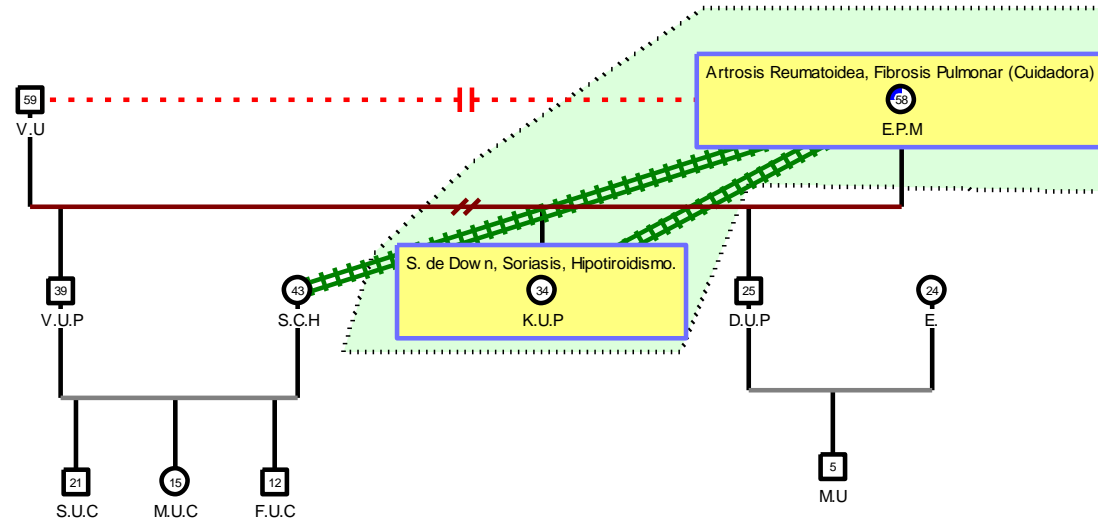 Artrosis Reumatoidea, Fibrosis Pulmonar (Cuidadora)
59
58
V.U
E.P.M
S. de Down, Soriasis, Hipotiroidismo.
39
43
34
25
24
V.U.P
S.C.H
K.U.P
D.U.P
E.
21
15
12
5
S.U.C
M.U.C
F.U.C
M.U